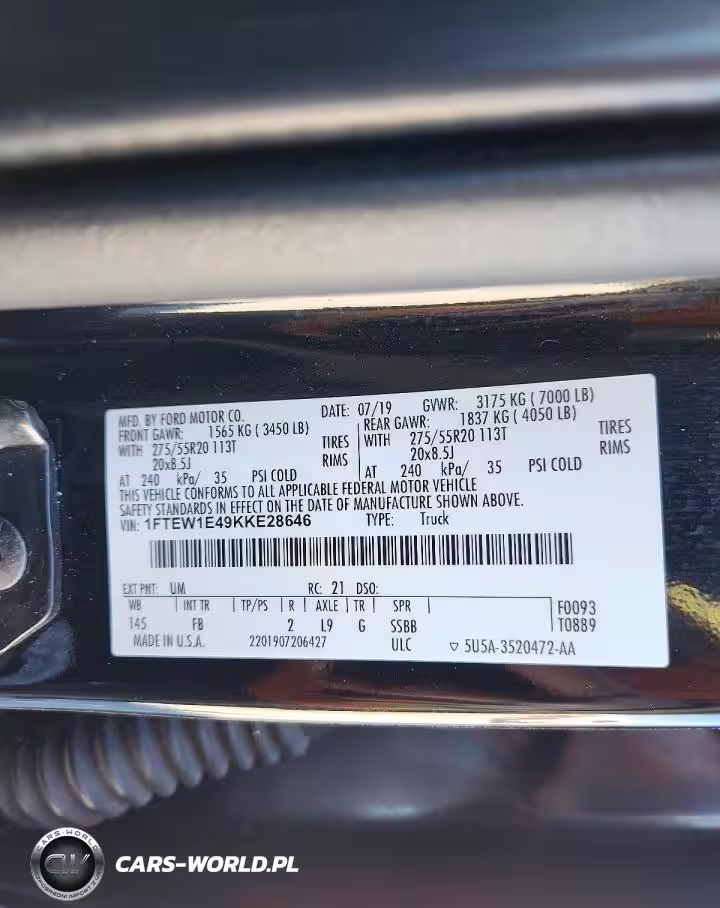 MFD. BY FORD MOTOR CO. DATE: 07/19 GVWR: 3175 KG ( 7000 LB)
FRONT GAWR: 1565 KG ( 3450 LB) REAR GAWR: 1837 KG ( 4050 LB)
WITH 275/55R20 113T TIRES WITH 275/55R20 113T TIRES
20x8.5J RIMS 20x8.5J RIMS
AT 240 kPa/ 35 PSI COLD AT 240 kPa/ 35 PSI COLD
THIS VEHICLE CONFORMS TO ALL APPLICABLE FEDERAL MOTOR VEHICLE
SAFETY STANDARDS IN EFFECT ON THE DATE OF MANUFACTURE SHOWN ABOVE.
VIN: 1FTEW1E49KKE28646 TYPE: Truck
EXT PNT: UM RC: 21 DSO:
WB INT TR TP/PS R AXLE TR SPR F0093
145 FB 2 L9 G SSBB T0889
MADE IN U.S.A. 2201907206427 ULC ▽ 5U5A-3520472-AA
CARS-WORLD
CW
CARS-WORLD.PL